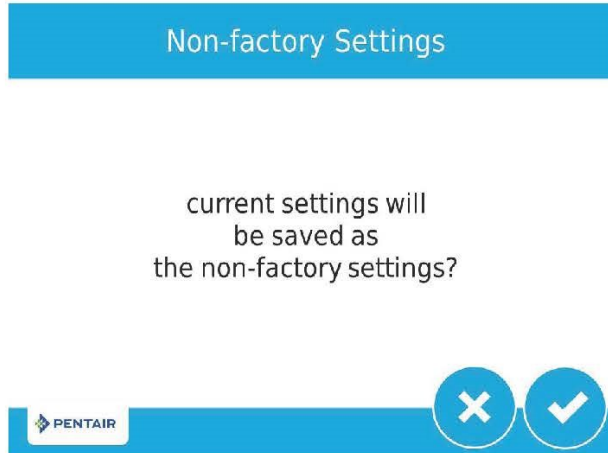 Non-factory Settings
current settings will
be saved as
the non-factory settings?
PENTAIR